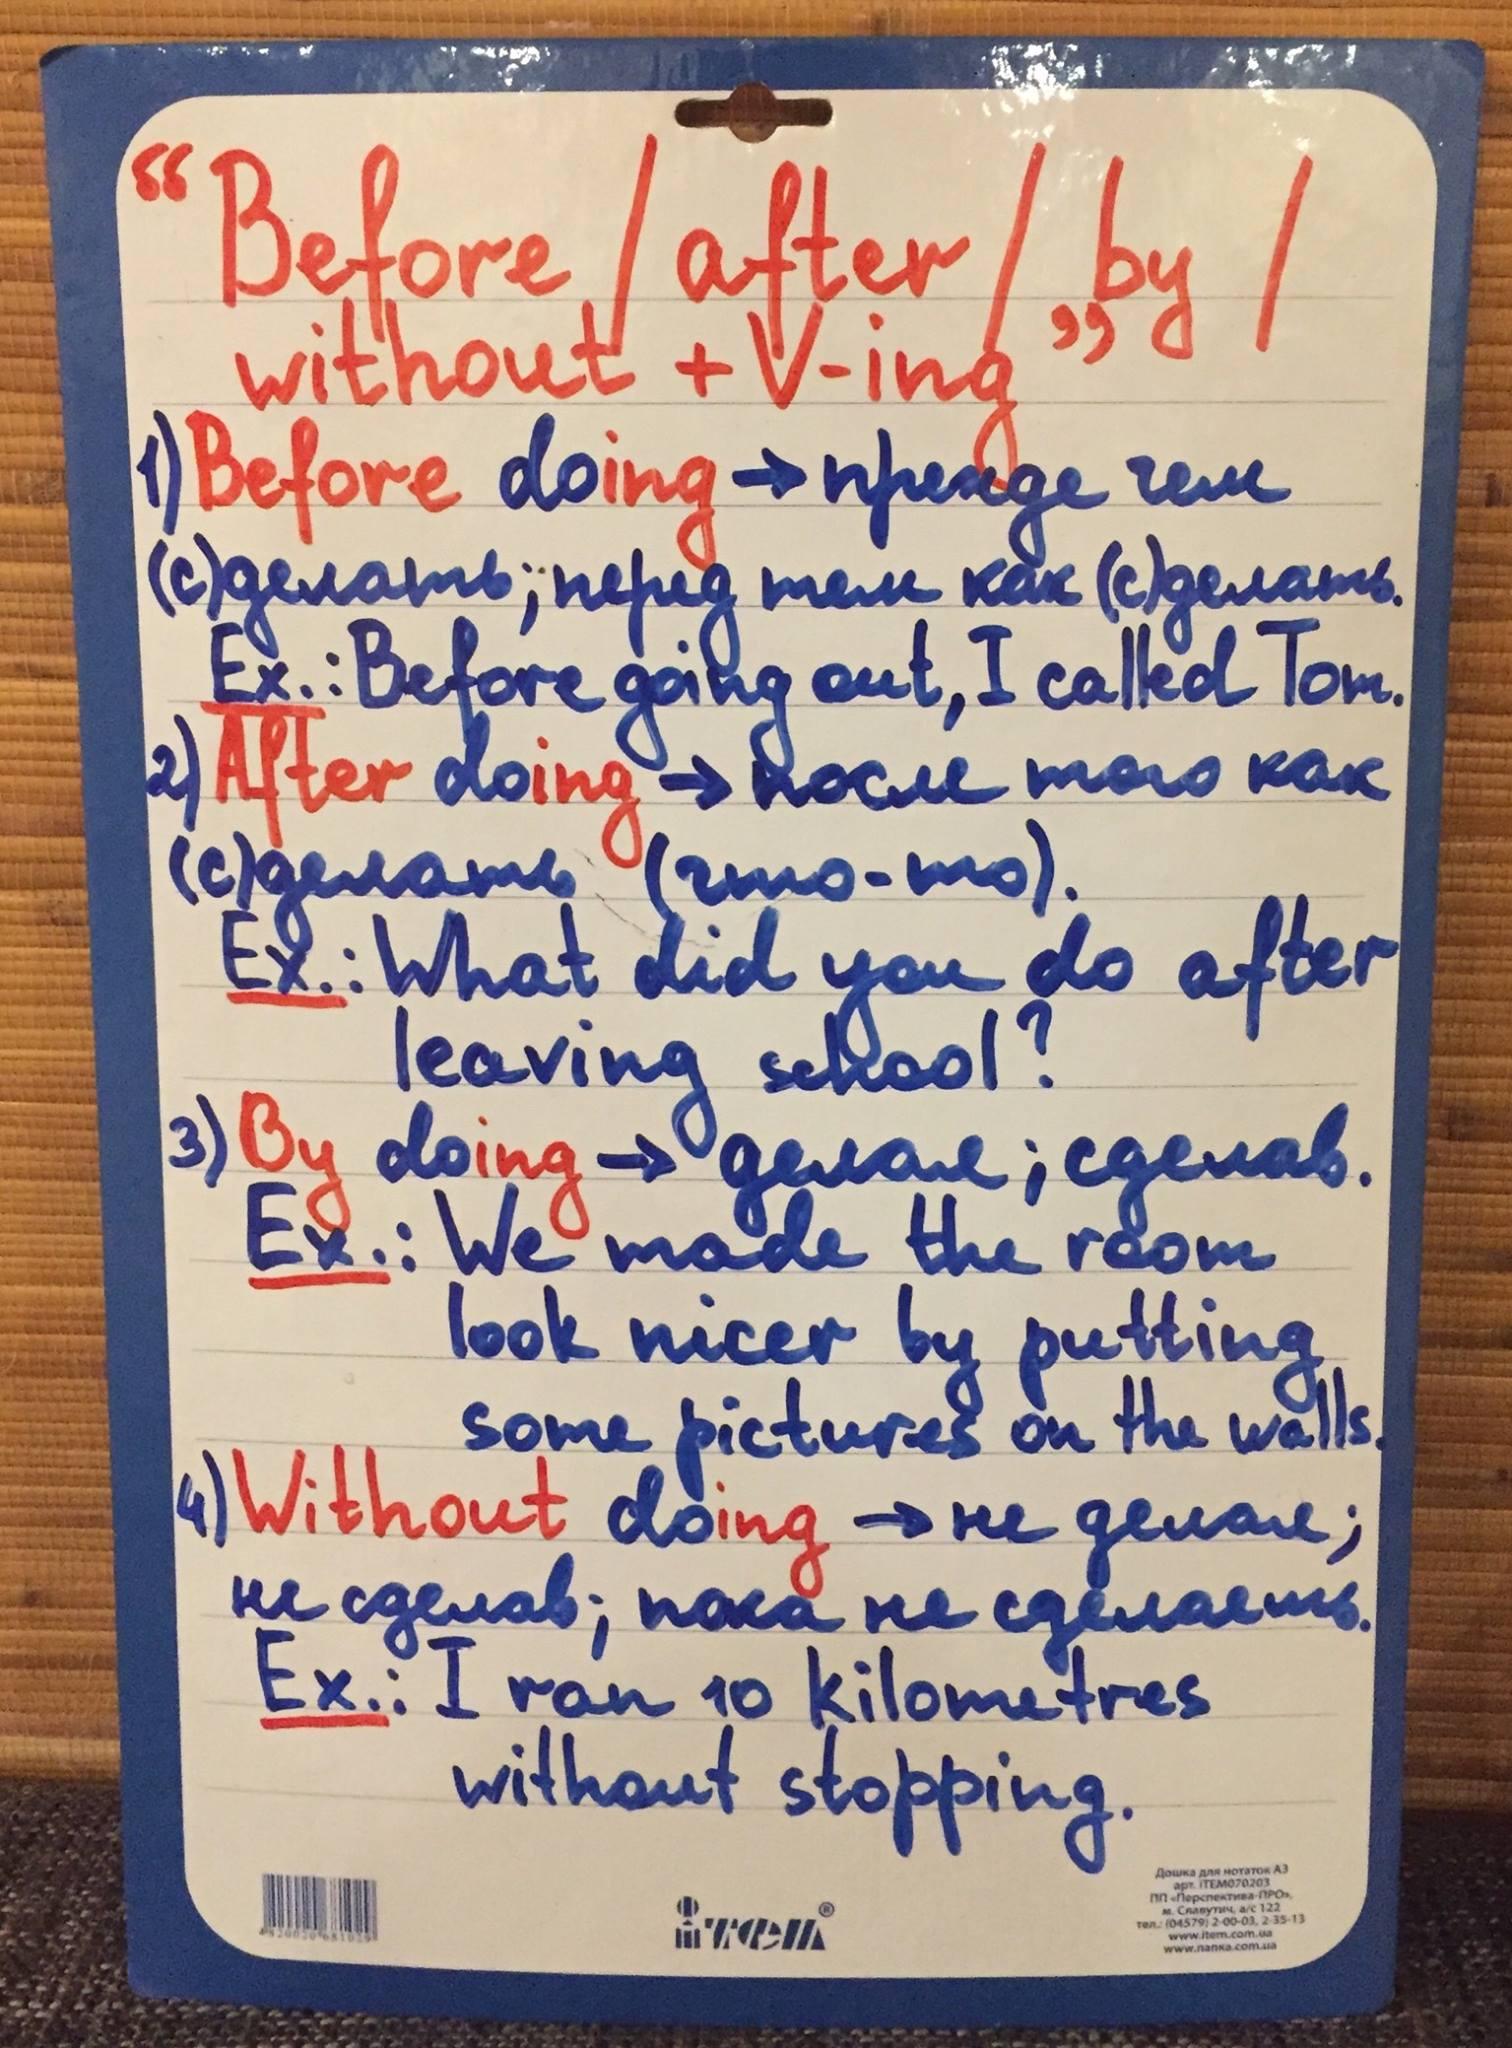 “Before / after / by /
without + V-ing”
1) Before doing → прежде чем
(с)делать; перед тем как (с)делать.
Ex.: Before going out, I called Tom.
2) After doing → после того как
(с)делать (что-то).
Ex.: What did you do after
leaving school?
3) By doing → делая; сделав.
Ex.: We made the room
look nicer by putting
some pictures on the walls.
4) Without doing → не делая;
не сделав; пока не сделаешь.
Ex.: I ran 10 kilometres
without stopping.
iтем®
Дошка для нотаток А3
арт. iTEM070203
ПП «Перспектива-ПРО»,
м. Славутич, а/с 122
тел.: (04579) 2-00-03, 2-35-13
www.item.com.ua
www.папка.com.ua